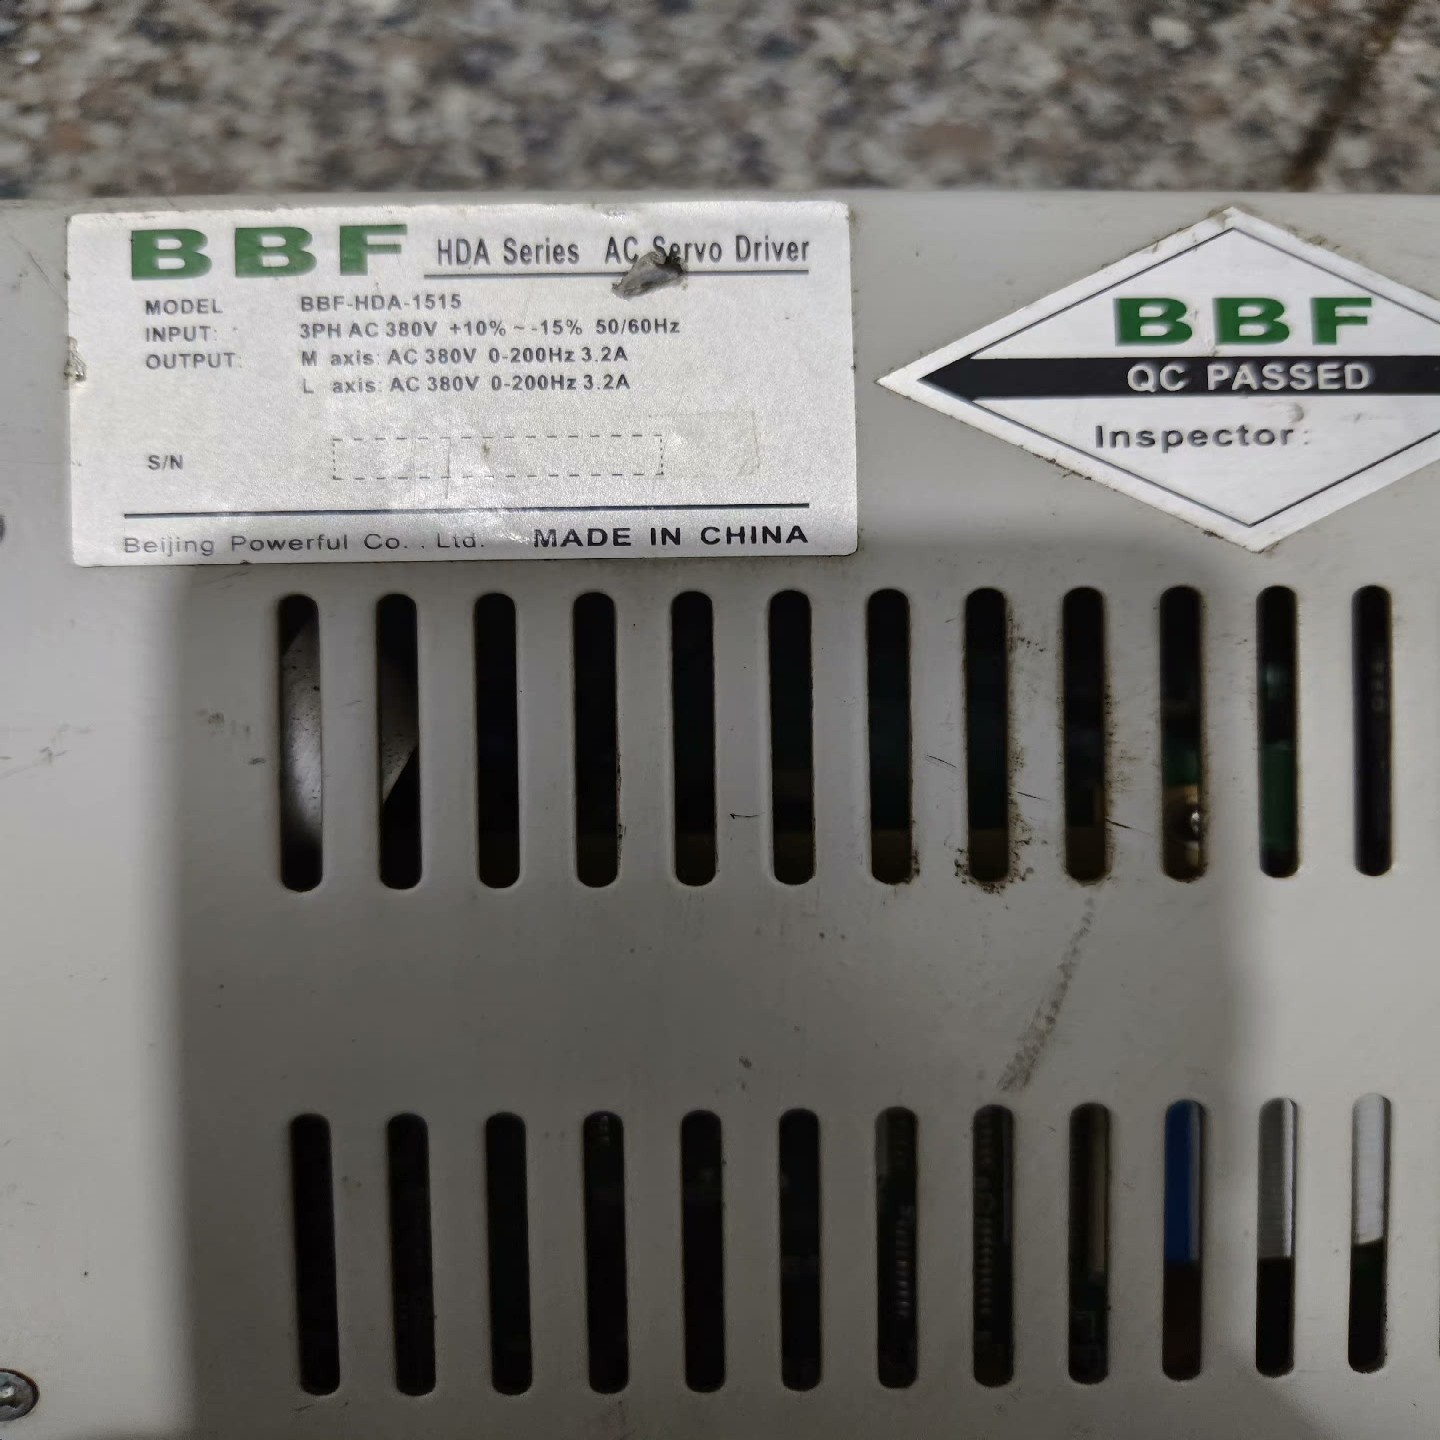 BBF HDA Series AC Servo Driver
MODEL BBF-HDA-1515
INPUT: 3PH AC 380V +10% ~ -15% 50/60Hz
OUTPUT: M axis: AC 380V 0-200Hz 3.2A
L axis: AC 380V 0-200Hz 3.2A
S/N
Beijing Powerful Co. . Ltd. MADE IN CHINA
BBF
QC PASSED
Inspector: